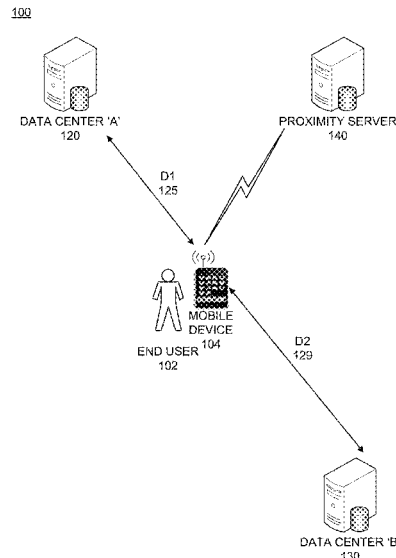 100
DATA CENTER 'A'
120
PROXIMITY SERVER
140
D1
125
MOBILE
DEVICE
104
END USER
102
D2
129
DATA CENTER 'B'
130